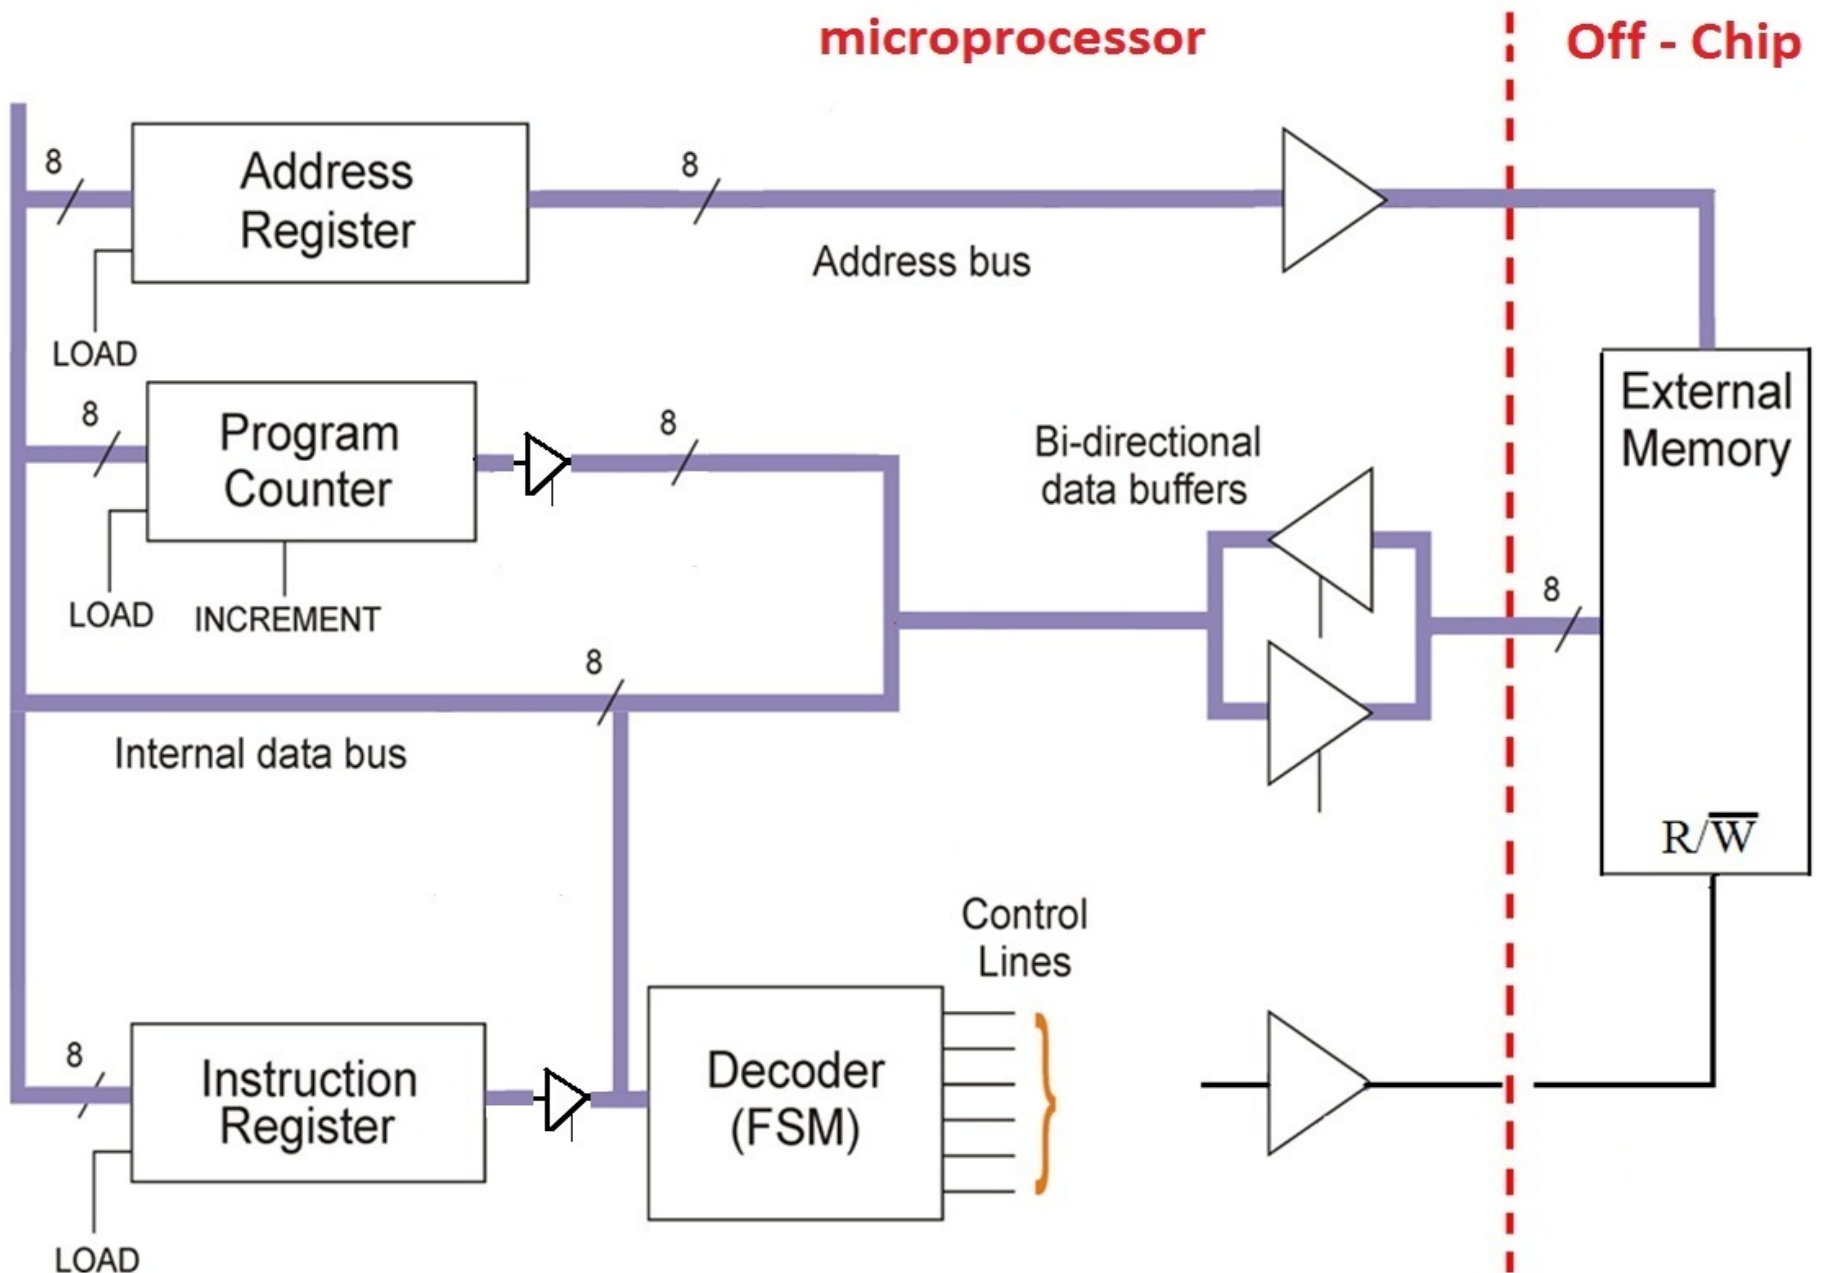 microprocessor
Off - Chip
8
Address
Register
8
Address bus
LOAD
8
Program
Counter
8
LOAD
INCREMENT
Bi-directional
data buffers
External
Memory
8
8
Internal data bus
R/W̅
Control
Lines
8
Instruction
Register
Decoder
(FSM)
LOAD